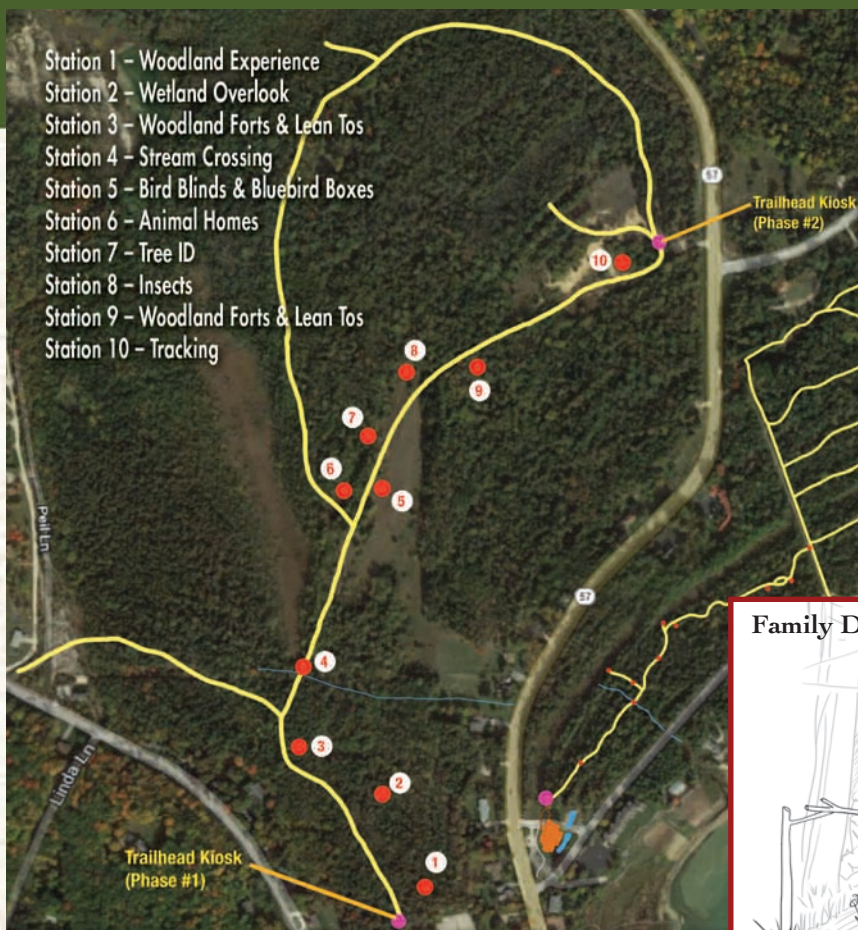 Station 1 – Woodland Experience
Station 2 – Wetland Overlook
Station 3 – Woodland Forts & Lean Tos
Station 4 – Stream Crossing
Station 5 – Bird Blinds & Bluebird Boxes
Station 6 – Animal Homes
Station 7 – Tree ID
Station 8 – Insects
Station 9 – Woodland Forts & Lean Tos
Station 10 – Tracking
57
Trailhead Kiosk
(Phase #2)
10
8
9
7
6
5
Peil Ln
57
4
3
2
Linda Ln
1
Trailhead Kiosk
(Phase #1)
Family D